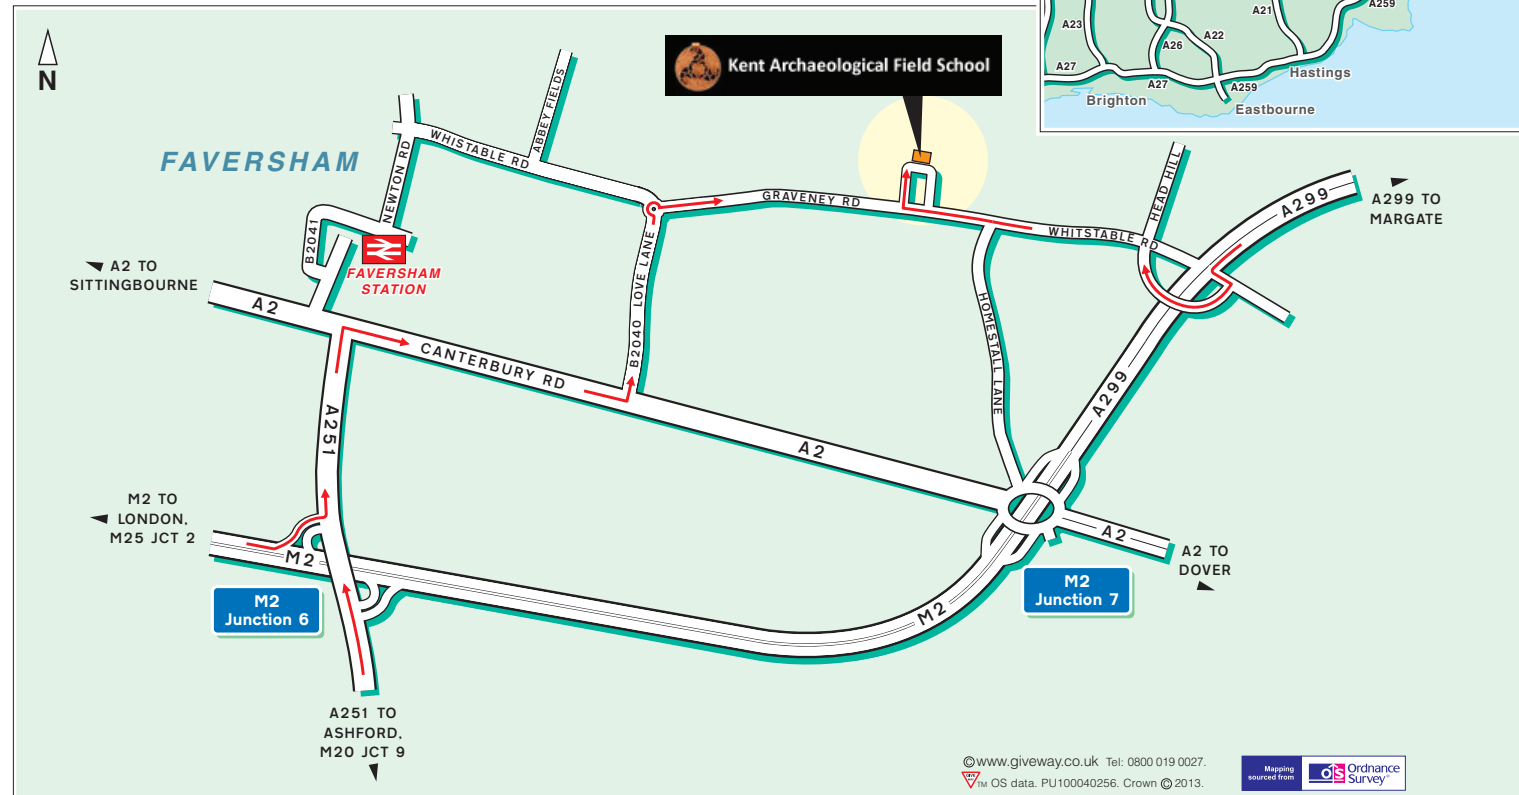 N
FAVERSHAM
Kent Archaeological Field School
A23
A27
A26
A22
A27
A21
A259
A259
Brighton
Hastings
Eastbourne
ABBEY FIELDS
WHISTABLE RD
NEWTON RD
B2041
FAVERSHAM
STATION
A2 TO
SITTINGBOURNE
A2
CANTERBURY RD
B2040 LOVE LANE
GRAVENEY RD
WHITSTABLE RD
HEAD HILL
A299
A299 TO
MARGATE
HOMESTALL LANE
A299
A251
A2
A2
A2 TO
DOVER
M2 TO
LONDON,
M25 JCT 2
M2
M2
Junction 6
M2
M2
Junction 7
A251 TO
ASHFORD,
M20 JCT 9
©www.giveway.co.uk Tel: 0800 019 0027.
TM OS data. PU100040256. Crown © 2013.
Mapping
sourced from
os Ordnance
Survey®